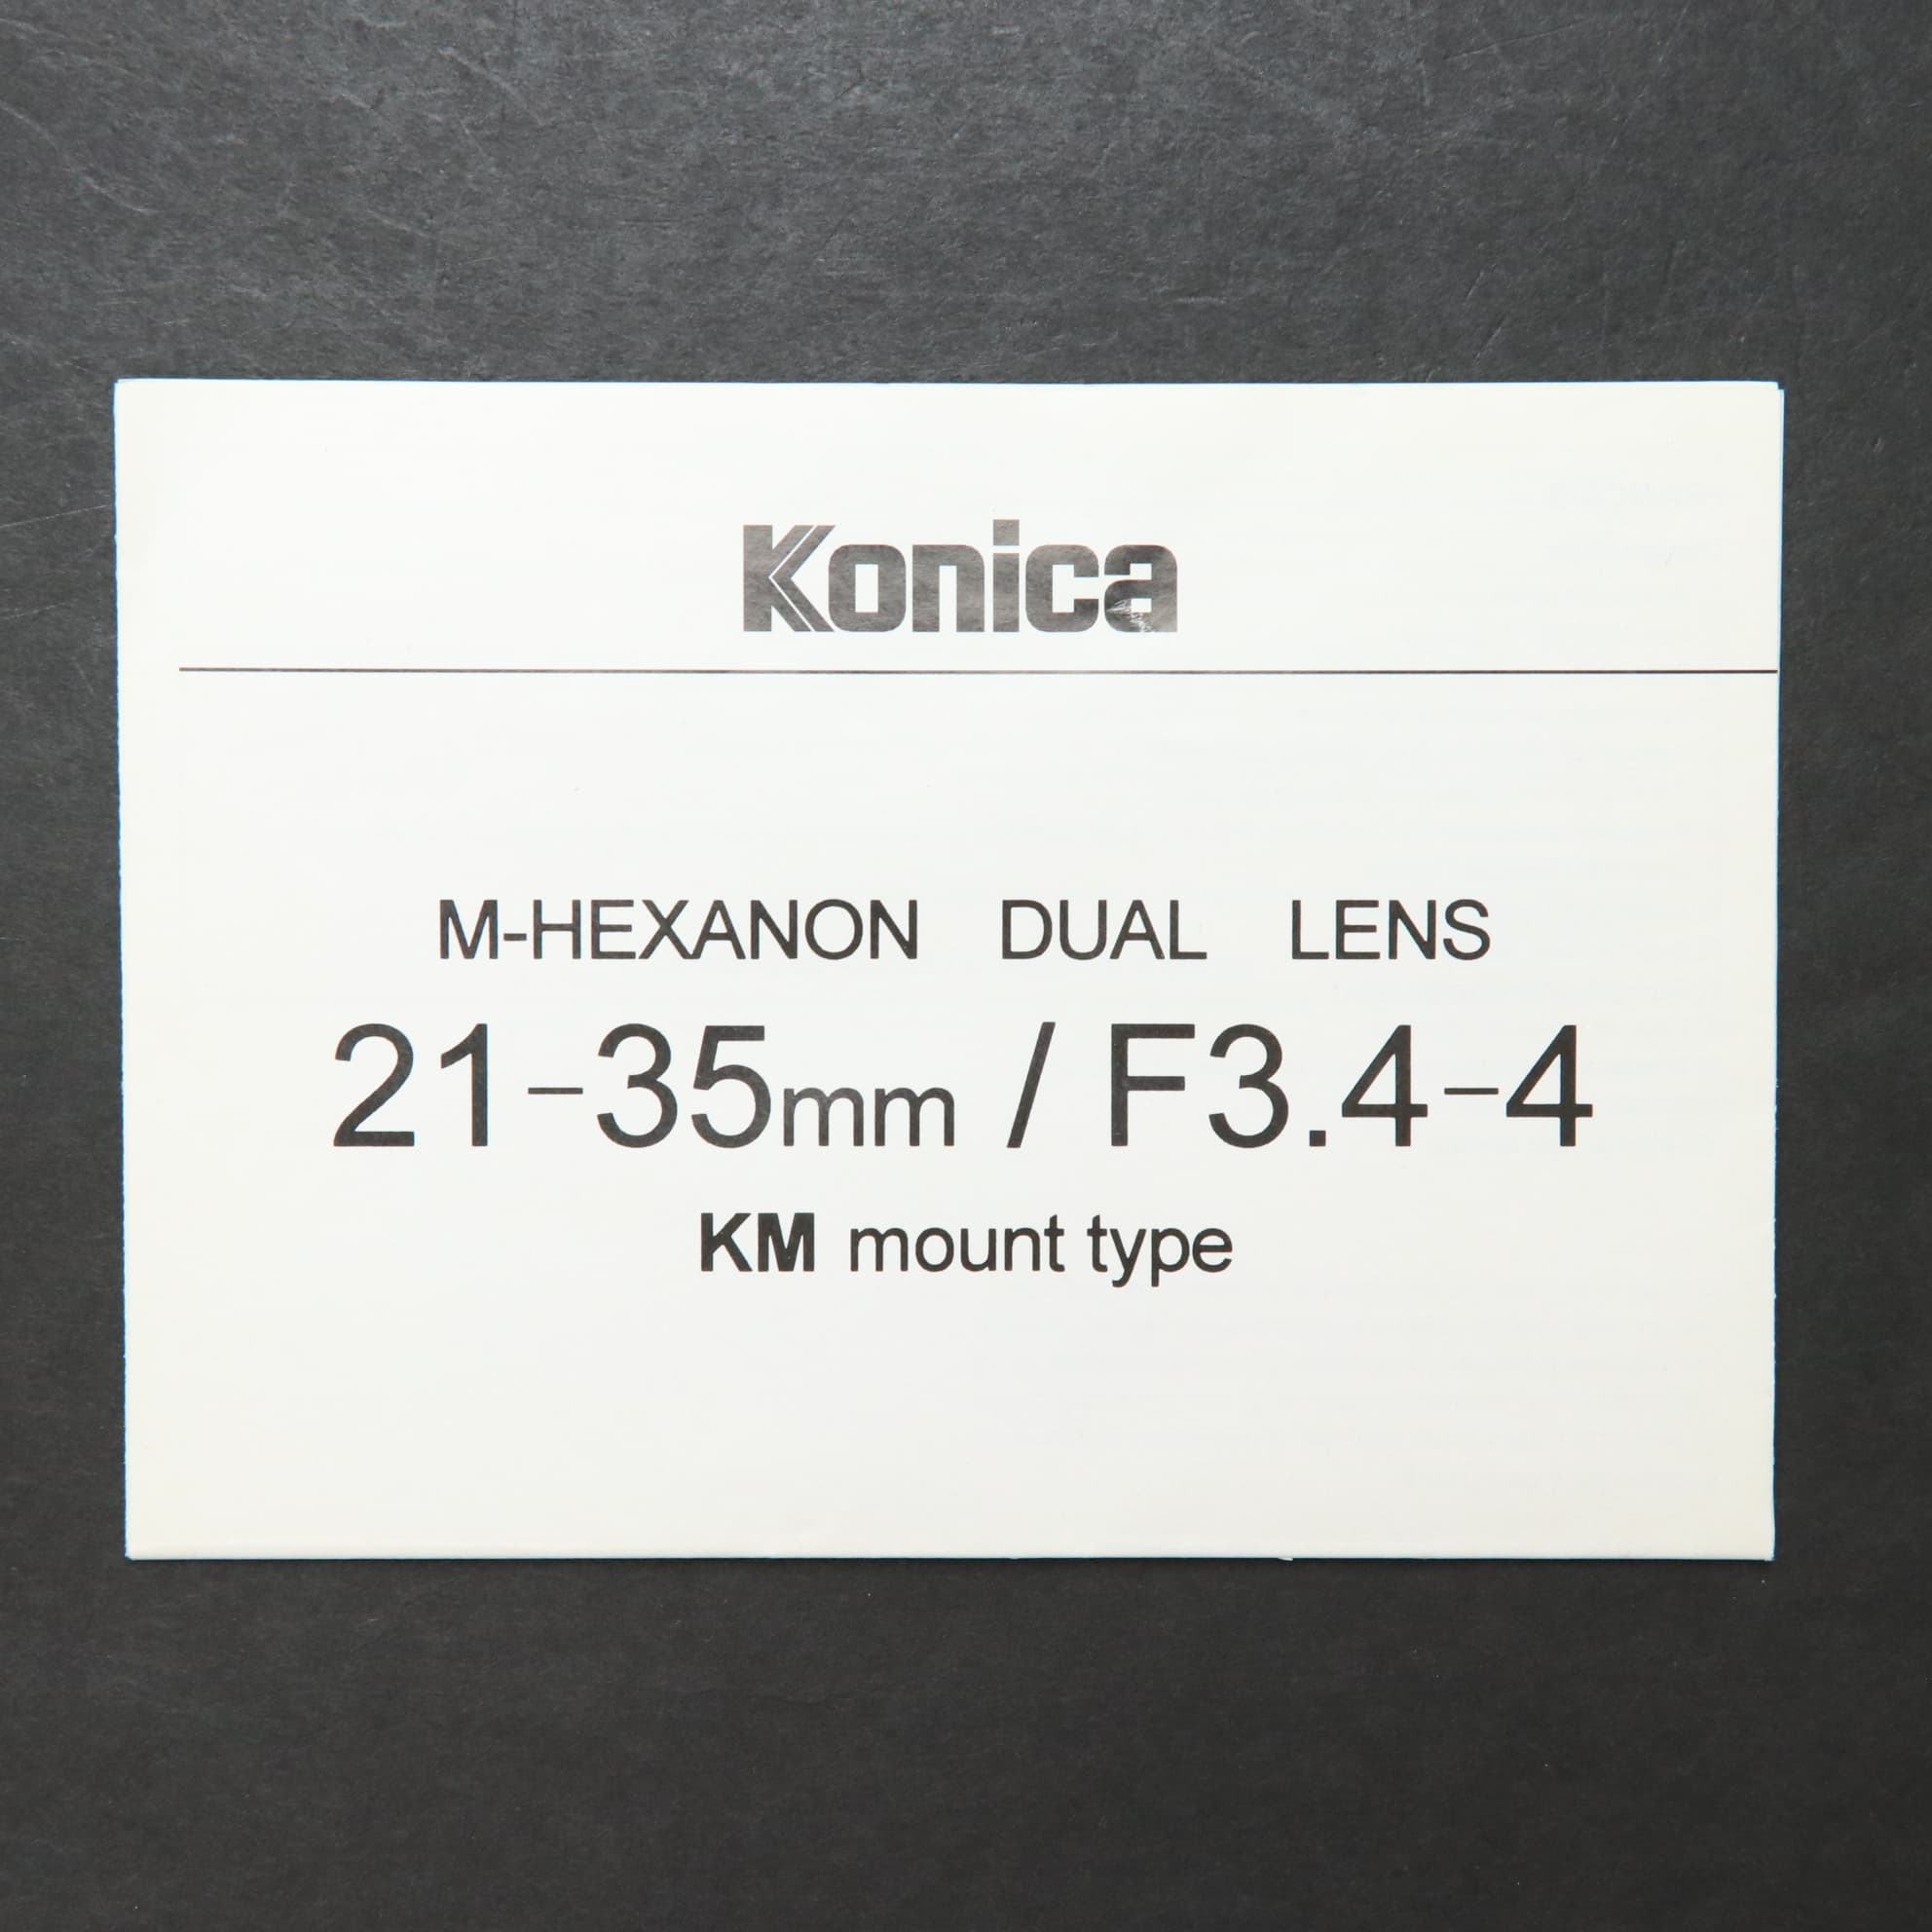 Konica
M-HEXANON DUAL LENS
21-35mm / F3.4-4
KM mount type